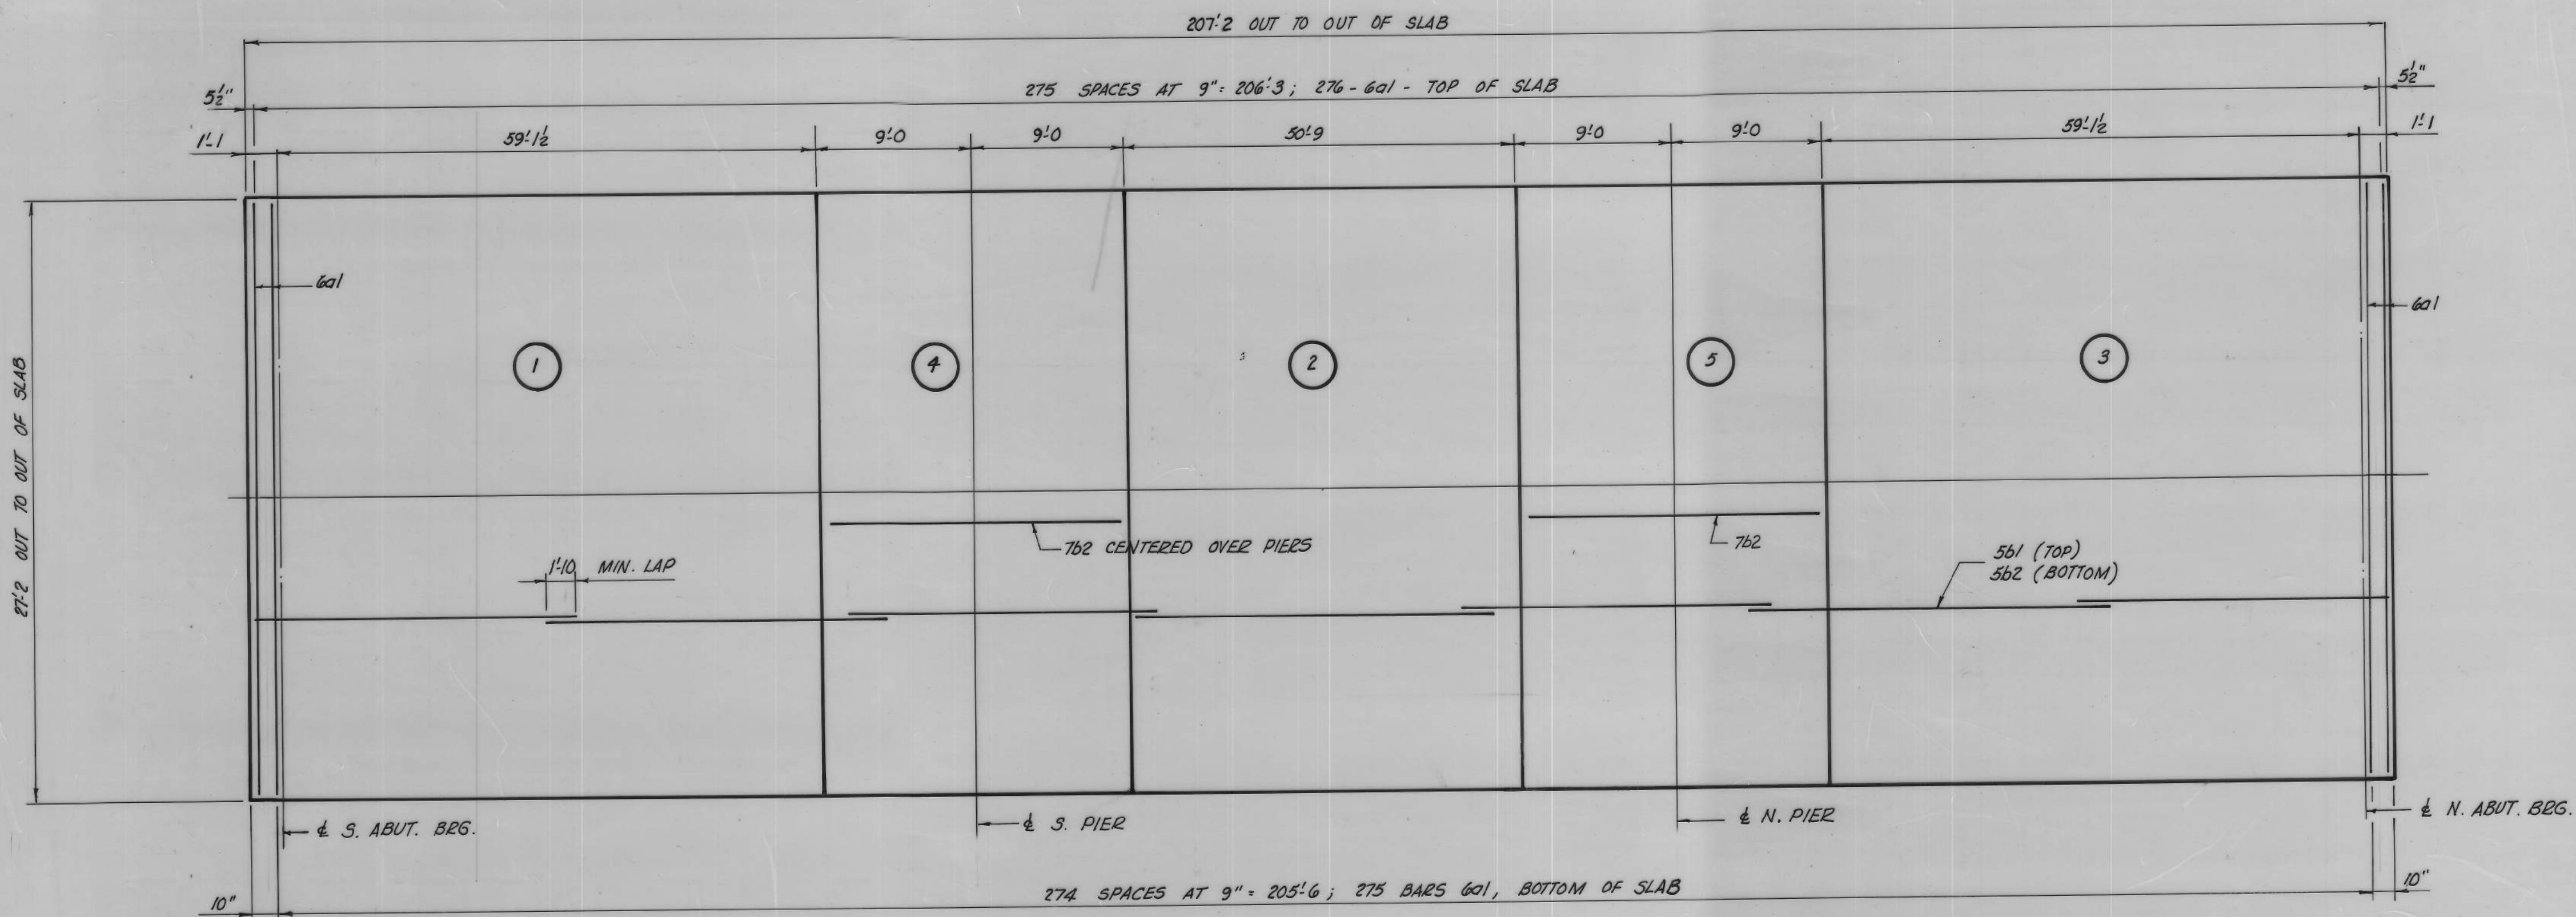 207'-2 OUT TO OUT OF SLAB
275 SPACES AT 9" = 206'-3 ; 276 - 6a1 - TOP OF SLAB
5½"
5½"
1'-1
59'-1½
9'-0
9'-0
50'-9
9'-0
9'-0
59'-1½
1'-1
6a1
6a1
1
4
2
5
3
27'-2 OUT TO OUT OF SLAB
7b2 CENTERED OVER PIERS
7b2
1'-10 MIN. LAP
5b1 (TOP)
5b2 (BOTTOM)
℄ S. ABUT. BRG.
℄ S. PIER
℄ N. PIER
℄ N. ABUT. BRG.
10"
274 SPACES AT 9" = 205'-6 ; 275 BARS 6a1, BOTTOM OF SLAB
10"